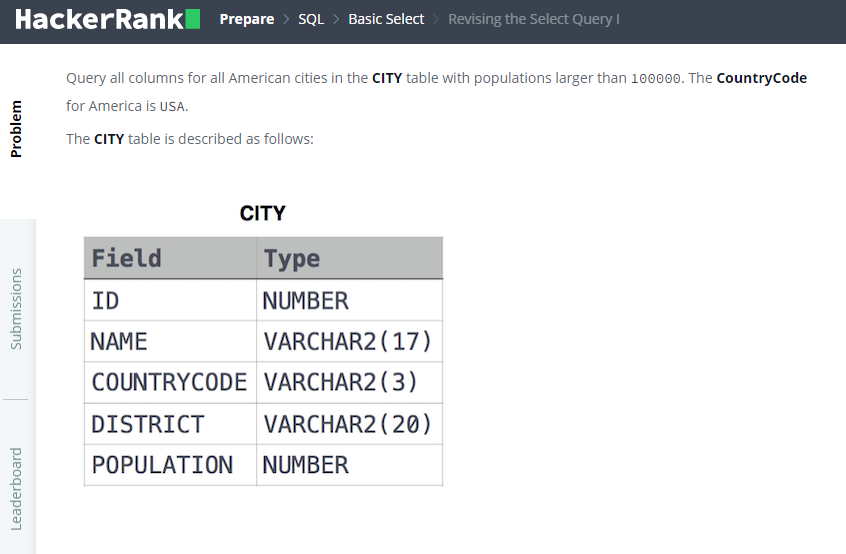 HackerRank Prepare > SQL > Basic Select > Revising the Select Query I
Query all columns for all American cities in the CITY table with populations larger than 100000. The CountryCode
for America is USA.
The CITY table is described as follows:
Problem
Submissions
Leaderboard
CITY
Field Type
ID NUMBER
NAME VARCHAR2(17)
COUNTRYCODE VARCHAR2(3)
DISTRICT VARCHAR2(20)
POPULATION NUMBER